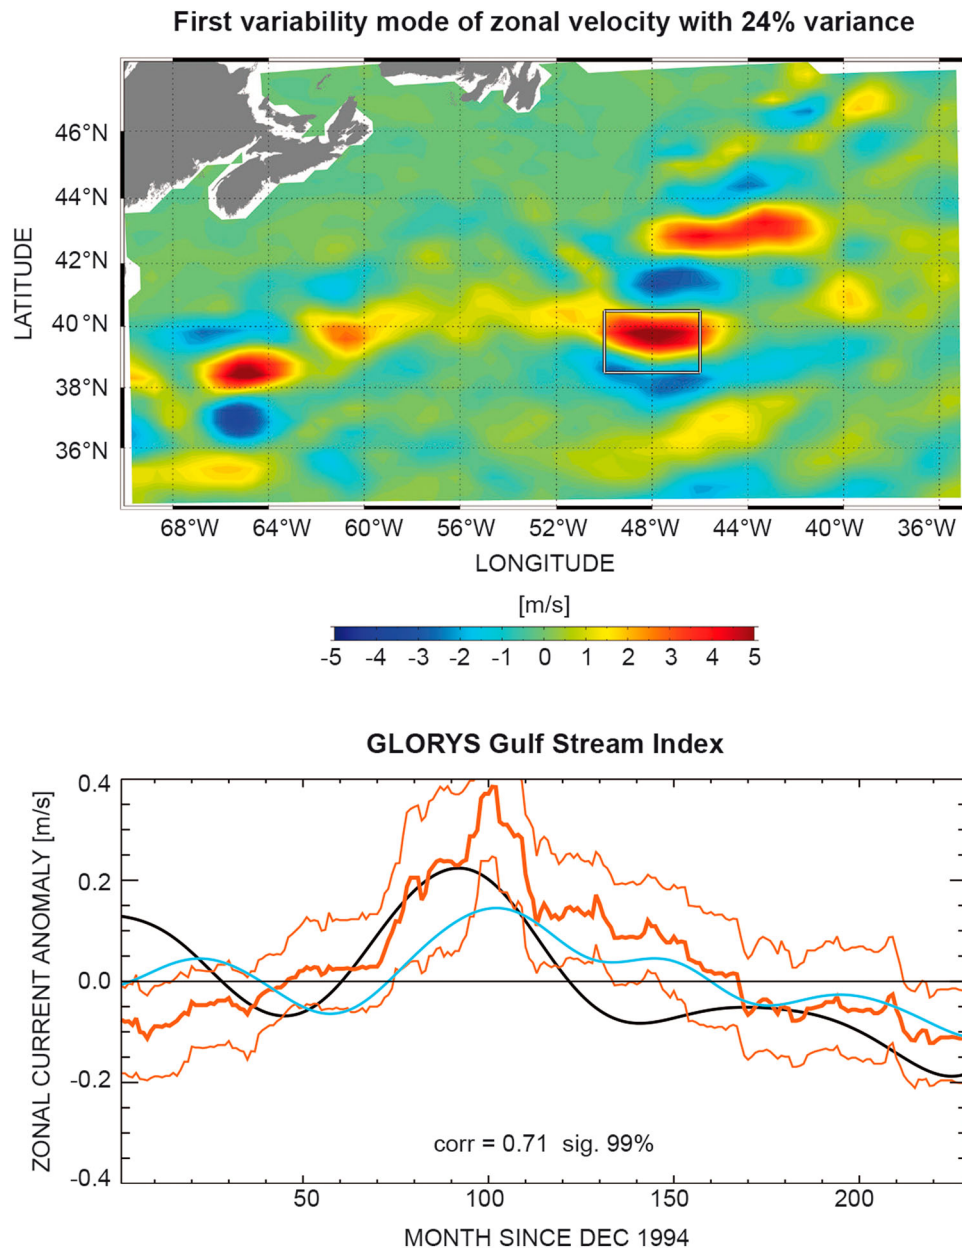 First variability mode of zonal velocity with 24% variance
46°N
44°N
42°N
40°N
38°N
36°N
LATITUDE
68°W 64°W 60°W 56°W 52°W 48°W 44°W 40°W 36°W
LONGITUDE
[m/s]
-5 -4 -3 -2 -1 0 1 2 3 4 5
GLORYS Gulf Stream Index
0.4
0.2
0.0
-0.2
-0.4
ZONAL CURRENT ANOMALY [m/s]
corr = 0.71 sig. 99%
50 100 150 200
MONTH SINCE DEC 1994